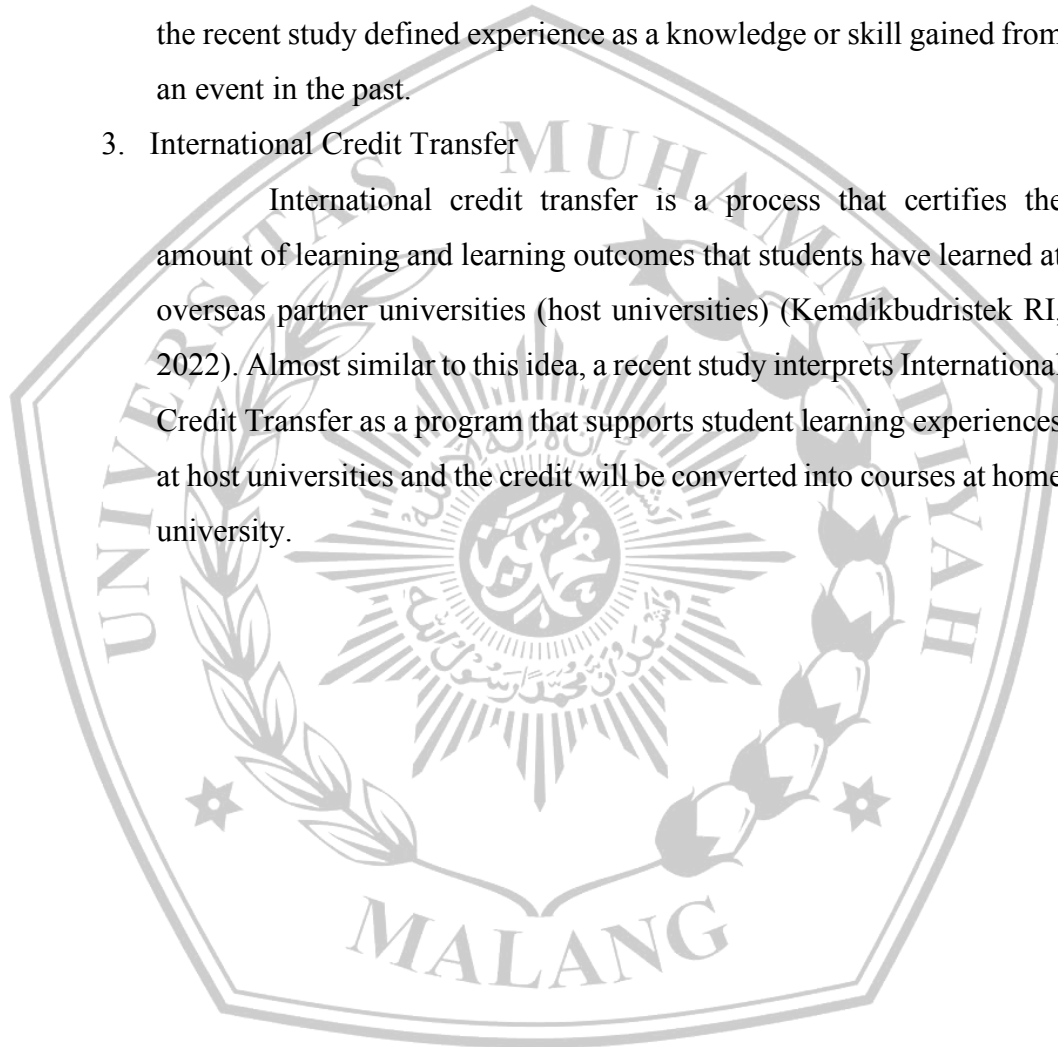 the recent study defined experience as a knowledge or skill gained from
an event in the past.
3. International Credit Transfer
International credit transfer is a process that certifies the
amount of learning and learning outcomes that students have learned at
overseas partner universities (host universities) (Kemdikbudristek RI,
2022). Almost similar to this idea, a recent study interprets International
Credit Transfer as a program that supports student learning experiences
at host universities and the credit will be converted into courses at home
university.
UNIVERSITAS MUHAMMADIYAH
MALANG